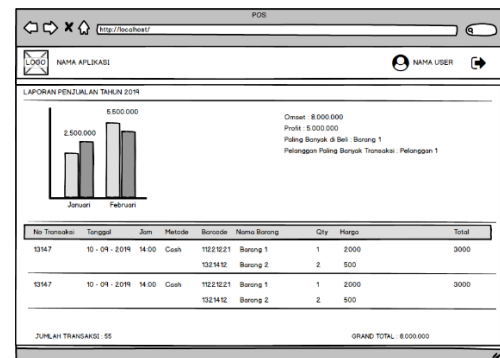 POS
http://localhost/
LOGO NAMA APLIKASI NAMA USER
LAPORAN PENJUALAN TAHUN 2019
5.500.000
2.500.000
Januari Februari
Omset : 8.000.000
Profit : 5.000.000
Paling Banyak di Beli : Barang 1
Pelanggan Paling Banyak Transaksi : Pelanggan 1
No Transaksi Tanggal Jam Metode Barcode Nama Barang Qty Harga Total
13147 10 - 09 - 2019 14:00 Cash 11221221 Barang 1 1 2000 3000
1321412 Barang 2 2 500
13147 10 - 09 - 2019 14:00 Cash 11221221 Barang 1 1 2000 3000
1321412 Barang 2 2 500
JUMLAH TRANSAKSI : 55 GRAND TOTAL : 8.000.000